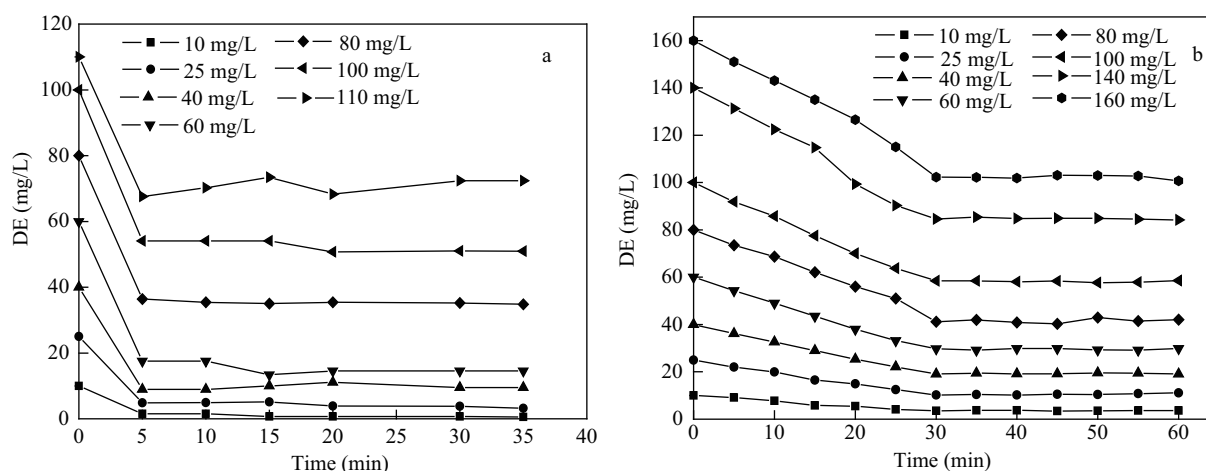 a
10 mg/L
80 mg/L
25 mg/L
100 mg/L
40 mg/L
110 mg/L
60 mg/L
120
100
80
60
40
20
0
DE (mg/L)
0 5 10 15 20 25 30 35 40
Time (min)
b
10 mg/L
80 mg/L
25 mg/L
100 mg/L
40 mg/L
140 mg/L
60 mg/L
160 mg/L
160
140
120
100
80
60
40
20
0
DE (mg/L)
0 10 20 30 40 50 60
Time (min)